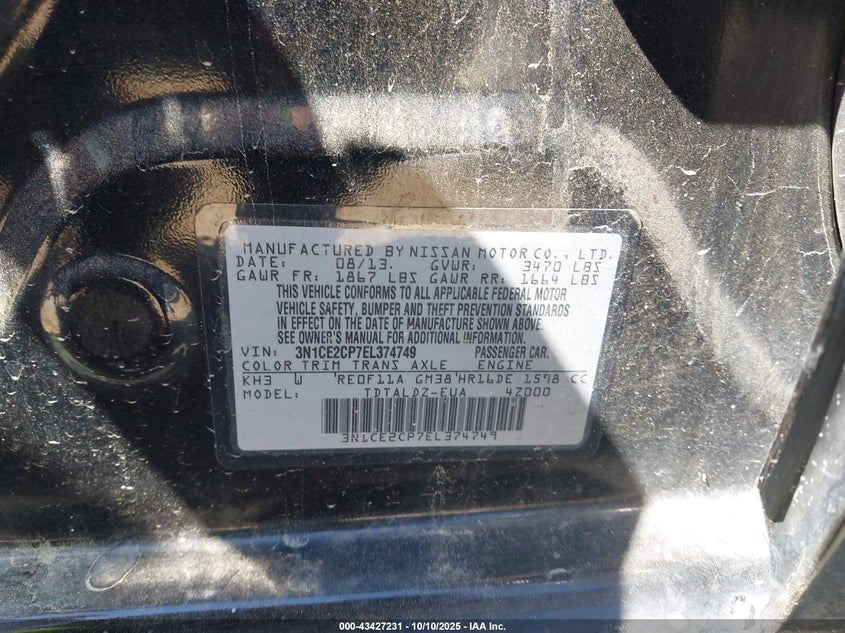 MANUFACTURED BY NISSAN MOTOR CO., LTD.
DATE: 08/13. GVWR: 3470 LBS
GAWR FR: 1867 LBS GAWR RR: 1664 LBS
THIS VEHICLE CONFORMS TO ALL APPLICABLE FEDERAL MOTOR
VEHICLE SAFETY, BUMPER AND THEFT PREVENTION STANDARDS
IN EFFECT ON THE DATE OF MANUFACTURE SHOWN ABOVE.
SEE OWNER'S MANUAL FOR ADDITIONAL INFORMATION.
VIN: 3N1CE2CP7EL374749 PASSENGER CAR.
COLOR TRIM TRANS AXLE ENGINE
KH3 W 'RE0F11A GM38'HR16DE 1598 CC
MODEL: TDTALDZ-EUA 4Z000
3N1CE2CP7EL374749
000-43427231 - 10/10/2025 - IAA Inc.